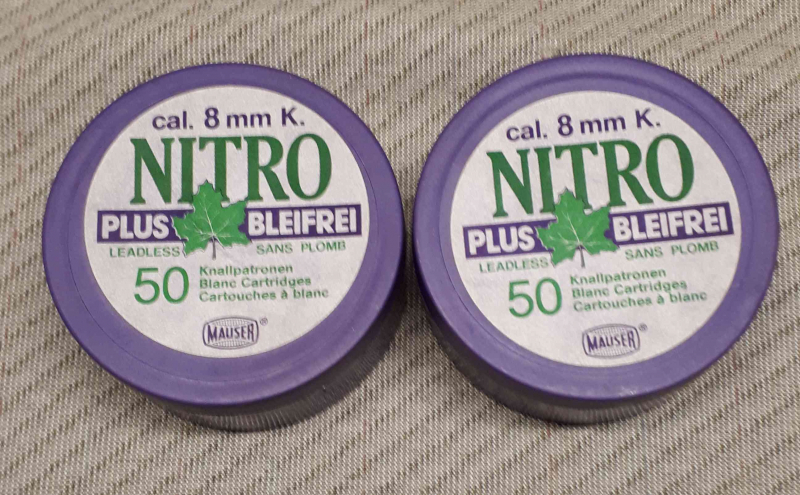 cal. 8 mm K.
NITRO
PLUS BLEIFREI
LEADLESS SANS PLOMB
50 Knallpatronen
Blanc Cartridges
Cartouches à blanc
MAUSER®
cal. 8 mm K.
NITRO
PLUS BLEIFREI
LEADLESS SANS PLOMB
50 Knallpatronen
Blanc Cartridges
Cartouches à blanc
MAUSER®